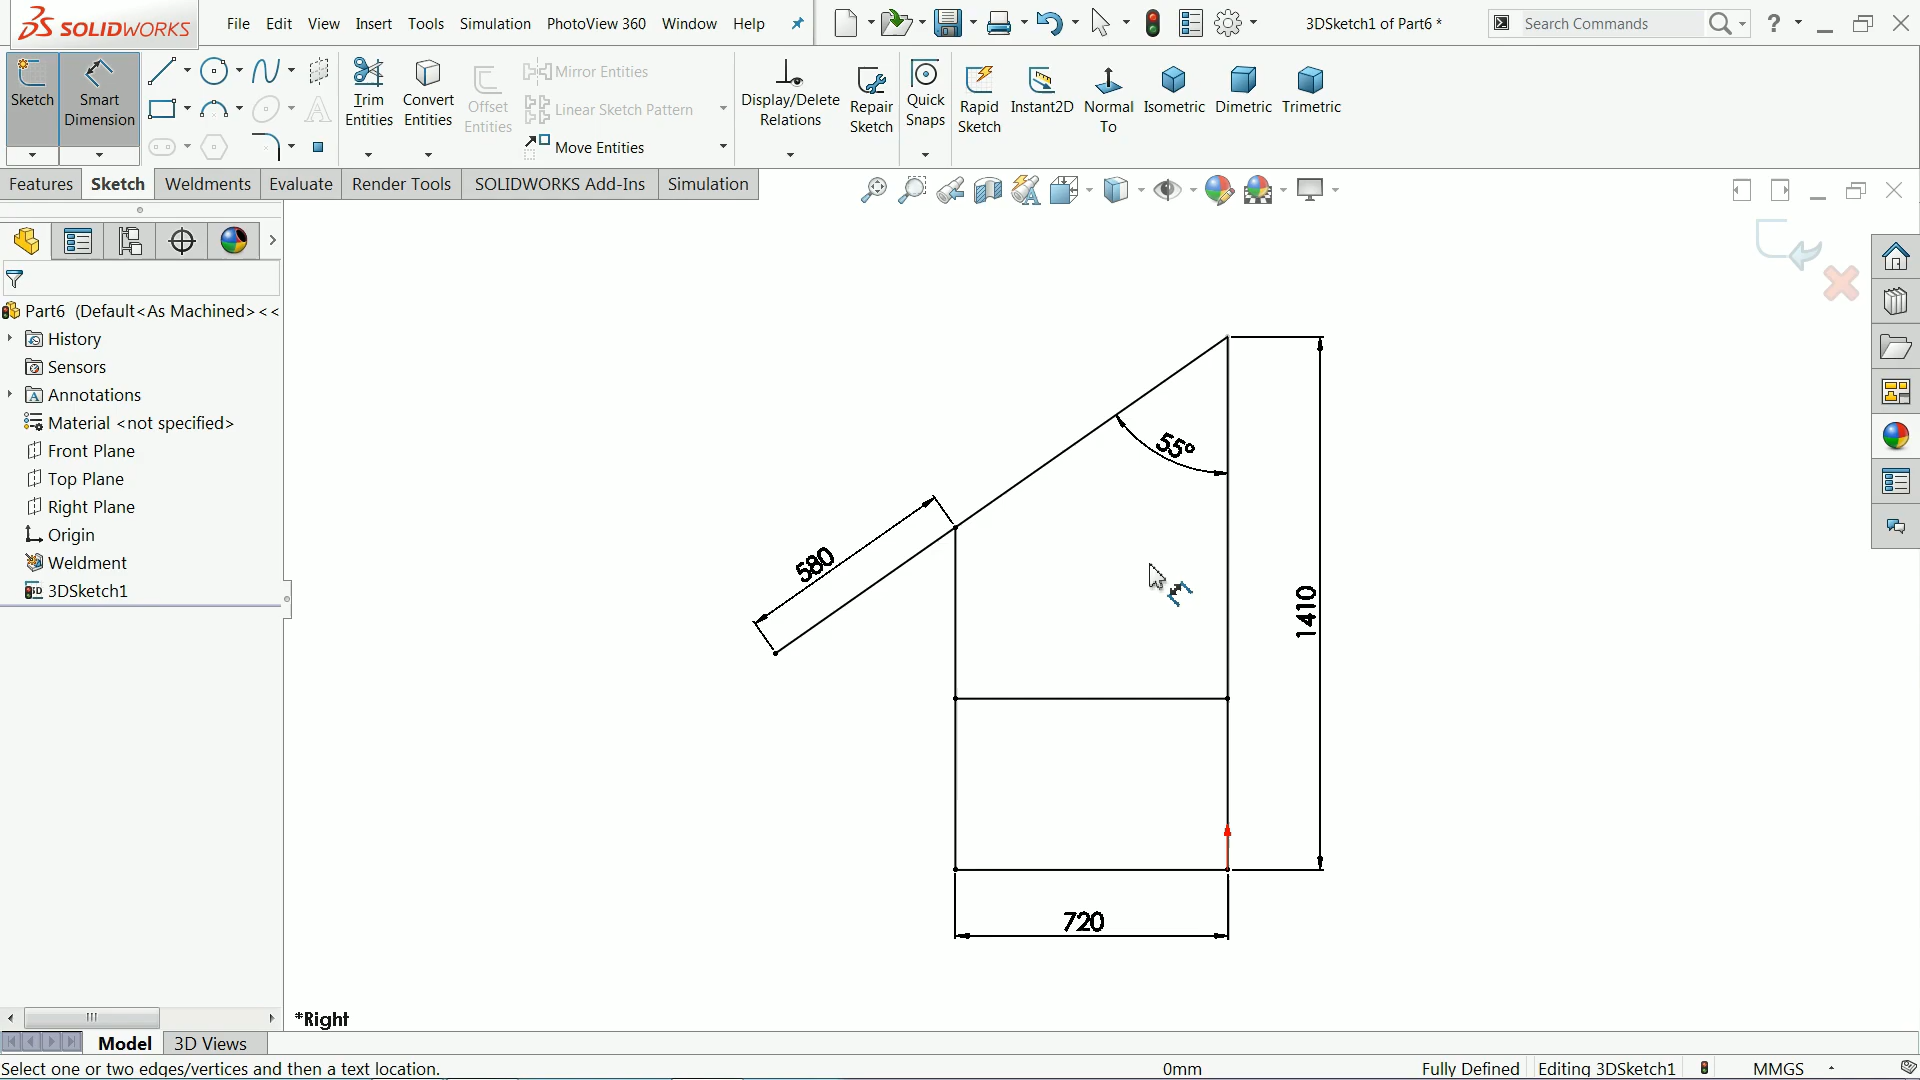 SOLIDWORKS File Edit View Insert Tools Simulation PhotoView 360 Window Help 3DSketch1 of Part6 * Search Commands ?
Sketch Smart Dimension Trim Entities Convert Entities Offset Entities Mirror Entities Linear Sketch Pattern Move Entities Display/Delete Relations Repair Sketch Quick Snaps Rapid Sketch Instant2D Normal To Isometric Dimetric Trimetric
Features Sketch Weldments Evaluate Render Tools SOLIDWORKS Add-Ins Simulation
Part6 (Default<As Machined><<
History
Sensors
Annotations
Material <not specified>
Front Plane
Top Plane
Right Plane
Origin
Weldment
3DSketch1
55°
580
1410
720
*Right
Model 3D Views
Select one or two edges/vertices and then a text location. 0mm Fully Defined Editing 3DSketch1 MMGS